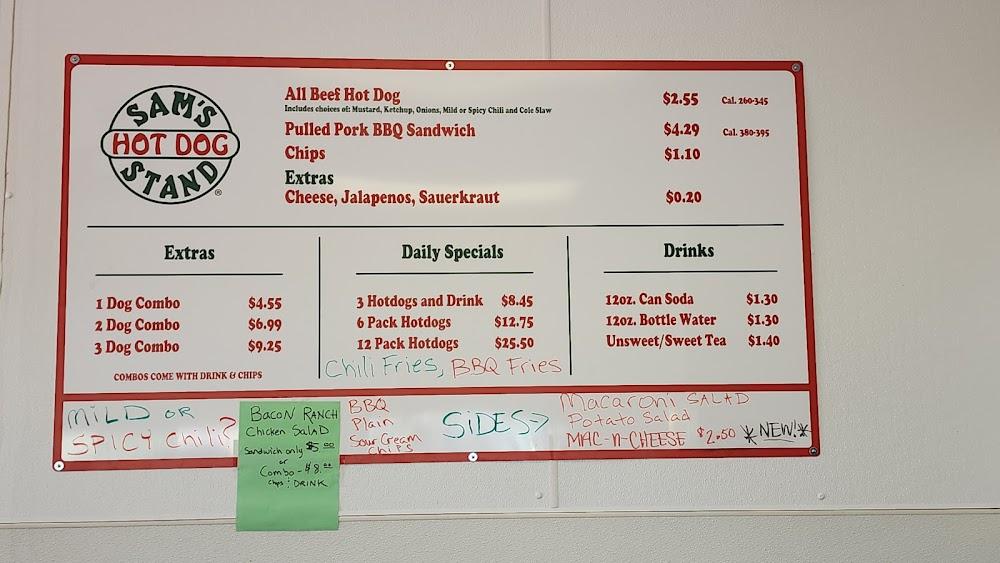 SAM'S
HOT DOG
STAND®
All Beef Hot Dog $2.55 Cal. 260-345
Includes choices of: Mustard, Ketchup, Onions, Mild or Spicy Chili and Cole Slaw
Pulled Pork BBQ Sandwich $4.29 Cal. 380-395
Chips $1.10
Extras
Cheese, Jalapenos, Sauerkraut $0.20
Extras
1 Dog Combo $4.55
2 Dog Combo $6.99
3 Dog Combo $9.25
COMBOS COME WITH DRINK & CHIPS
Daily Specials
3 Hotdogs and Drink $8.45
6 Pack Hotdogs $12.75
12 Pack Hotdogs $25.50
Chili Fries, BBQ Fries
Drinks
12oz. Can Soda $1.30
12oz. Bottle Water $1.30
Unsweet/Sweet Tea $1.40
MILD OR
SPICY Chili?
BACON RANCH
Chicken SalaD
Sandwich only $5.00
or
Combo - $8.00
Chips & DRINK
BBQ
Plain
Sour Cream
CHIPS
SiDES>
Macaroni SALAD
Potato Salad
MAC-n-CHEESE $2.50 *NEW!*